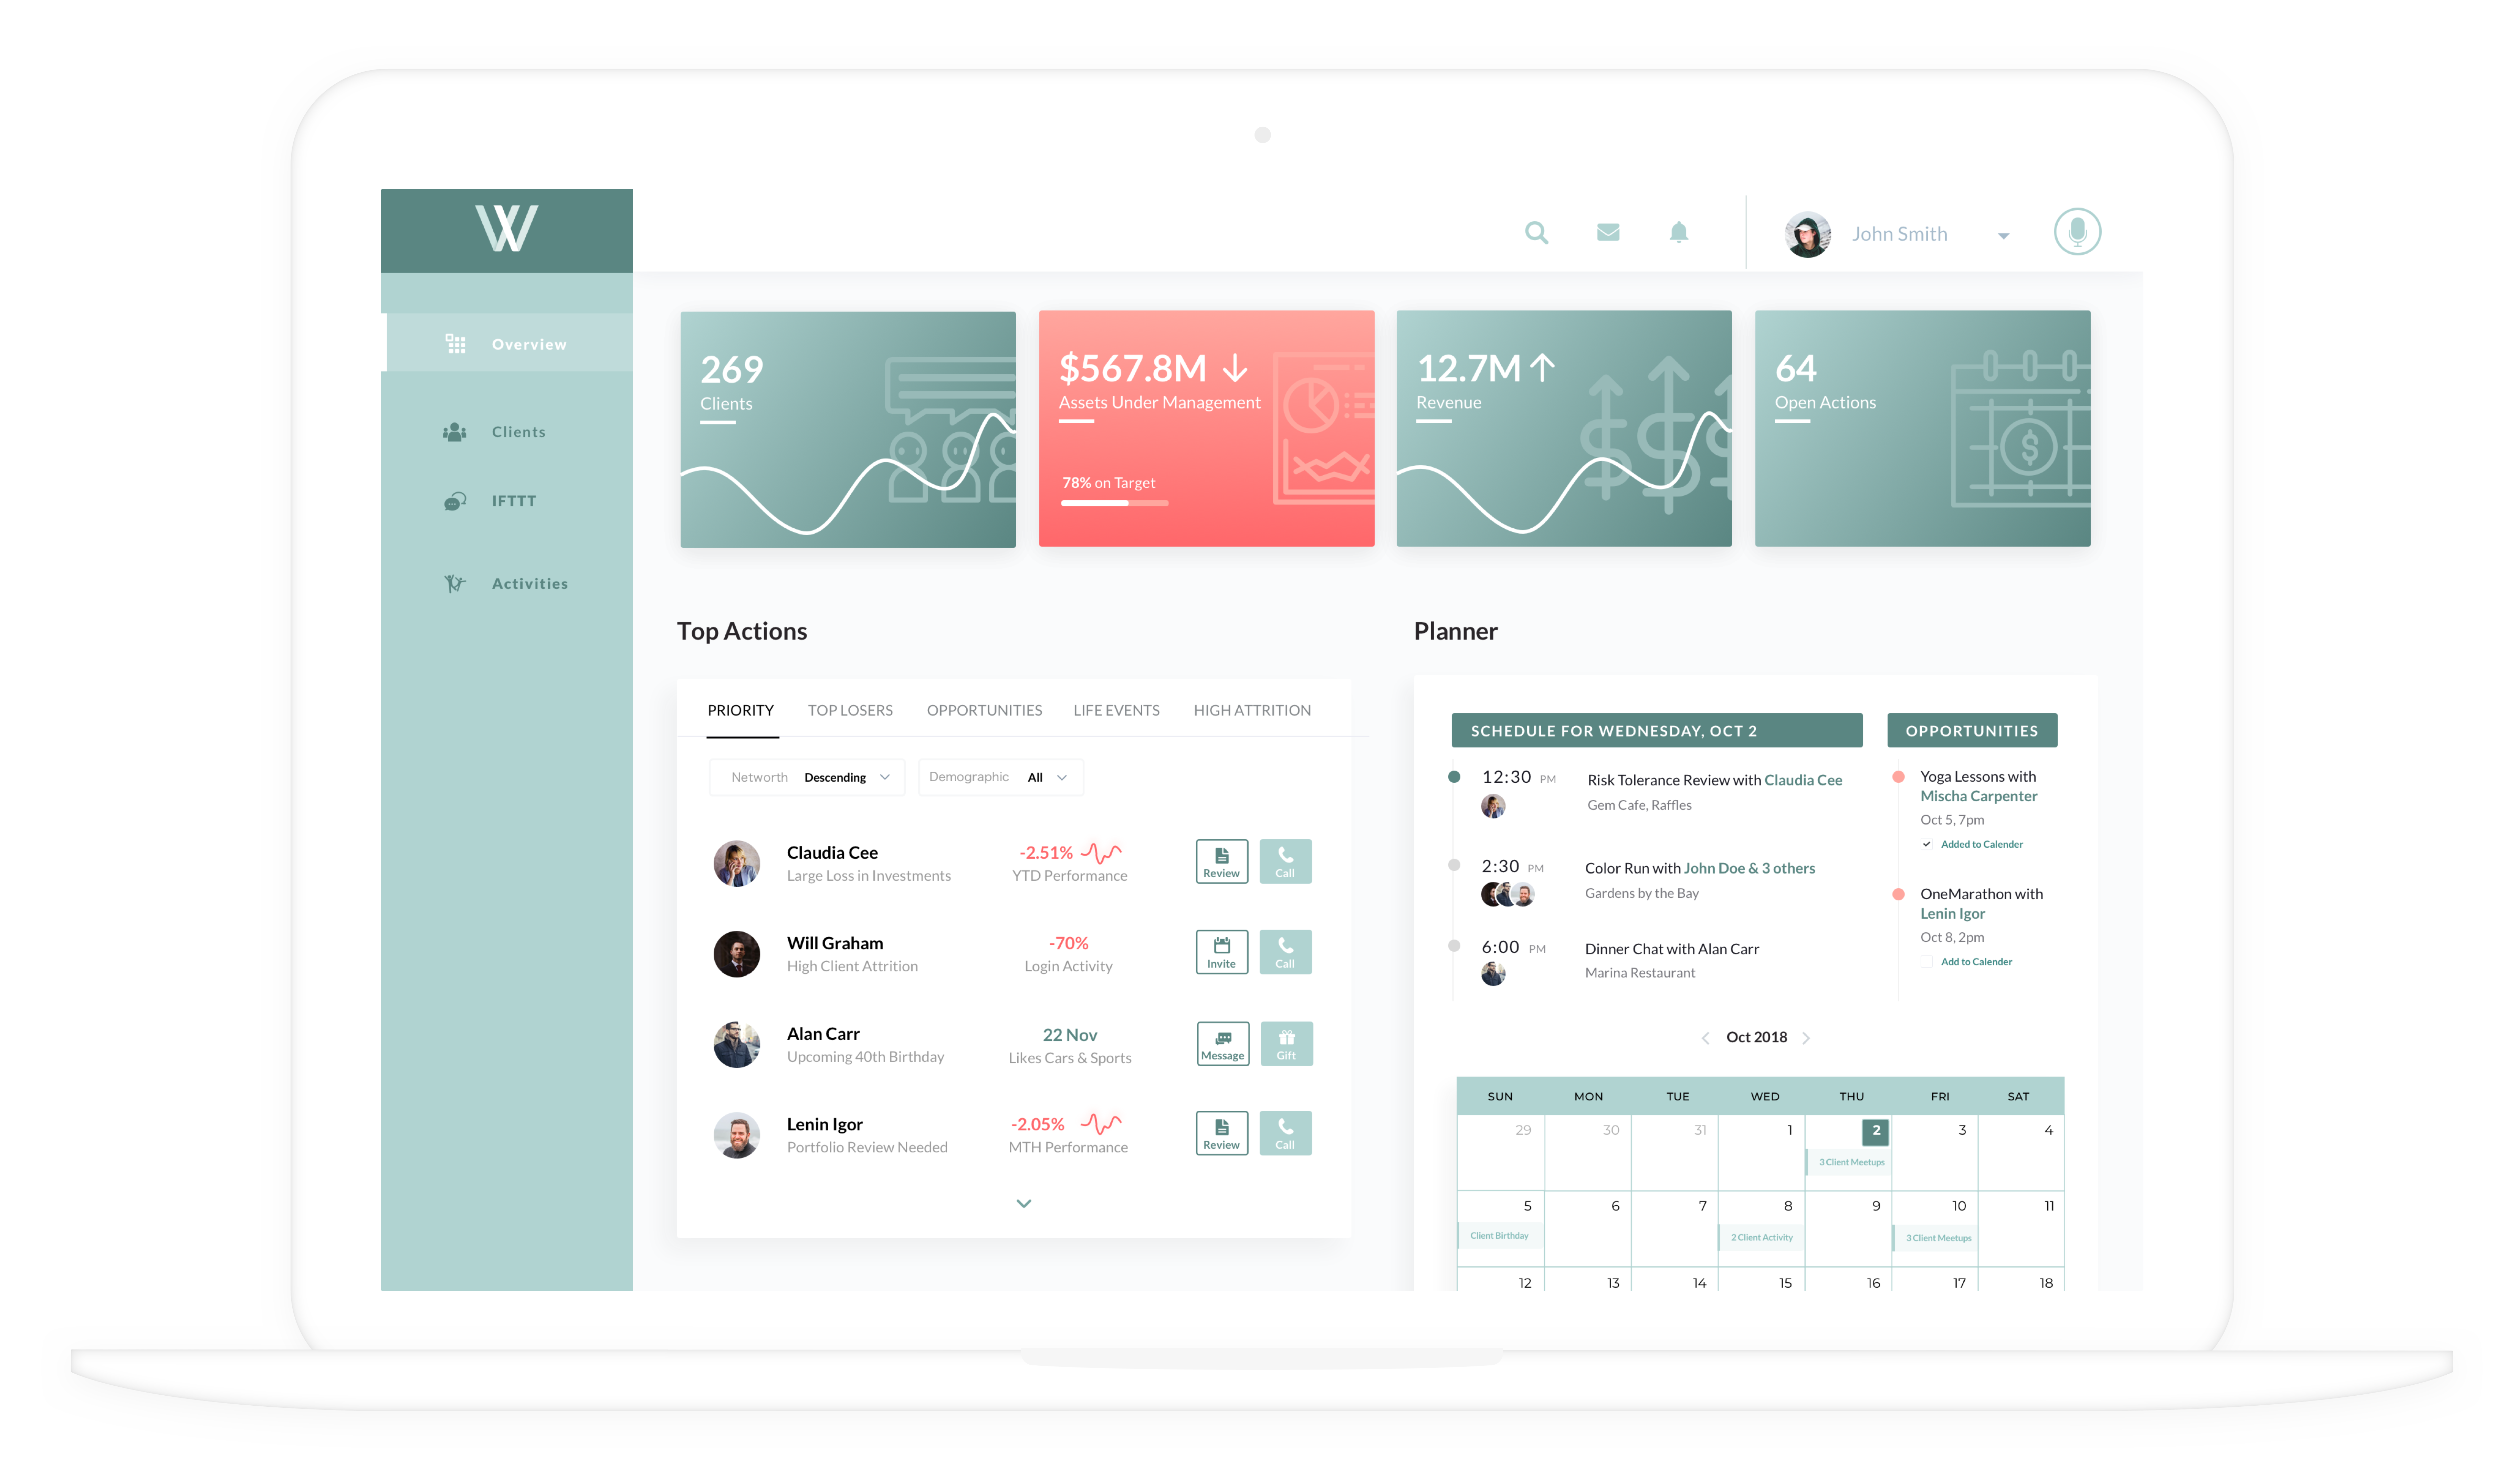 W
John Smith
Overview
Clients
IFTTT
Activities
269
Clients
$567.8M
Assets Under Management
78% on Target
12.7M
Revenue
64
Open Actions
Top Actions
PRIORITY TOP LOSERS OPPORTUNITIES LIFE EVENTS HIGH ATTRITION
Networth Descending Demographic All
Claudia Cee -2.51%
Large Loss in Investments YTD Performance
Review Call
Will Graham -70%
High Client Attrition Login Activity
Invite Call
Alan Carr 22 Nov
Upcoming 40th Birthday Likes Cars & Sports
Message Gift
Lenin Igor -2.05%
Portfolio Review Needed MTH Performance
Review Call
Planner
SCHEDULE FOR WEDNESDAY, OCT 2
12:30 PM Risk Tolerance Review with Claudia Cee
Gem Cafe, Raffles
2:30 PM Color Run with John Doe & 3 others
Gardens by the Bay
6:00 PM Dinner Chat with Alan Carr
Marina Restaurant
OPPORTUNITIES
Yoga Lessons with
Mischa Carpenter
Oct 5, 7pm
Added to Calender
OneMarathon with
Lenin Igor
Oct 8, 2pm
Add to Calender
Oct 2018
SUN MON TUE WED THU FRI SAT
29 30 31 1 2 3 4
3 Client Meetups
5 6 7 8 9 10 11
Client Birthday 2 Client Activity 3 Client Meetups
12 13 14 15 16 17 18